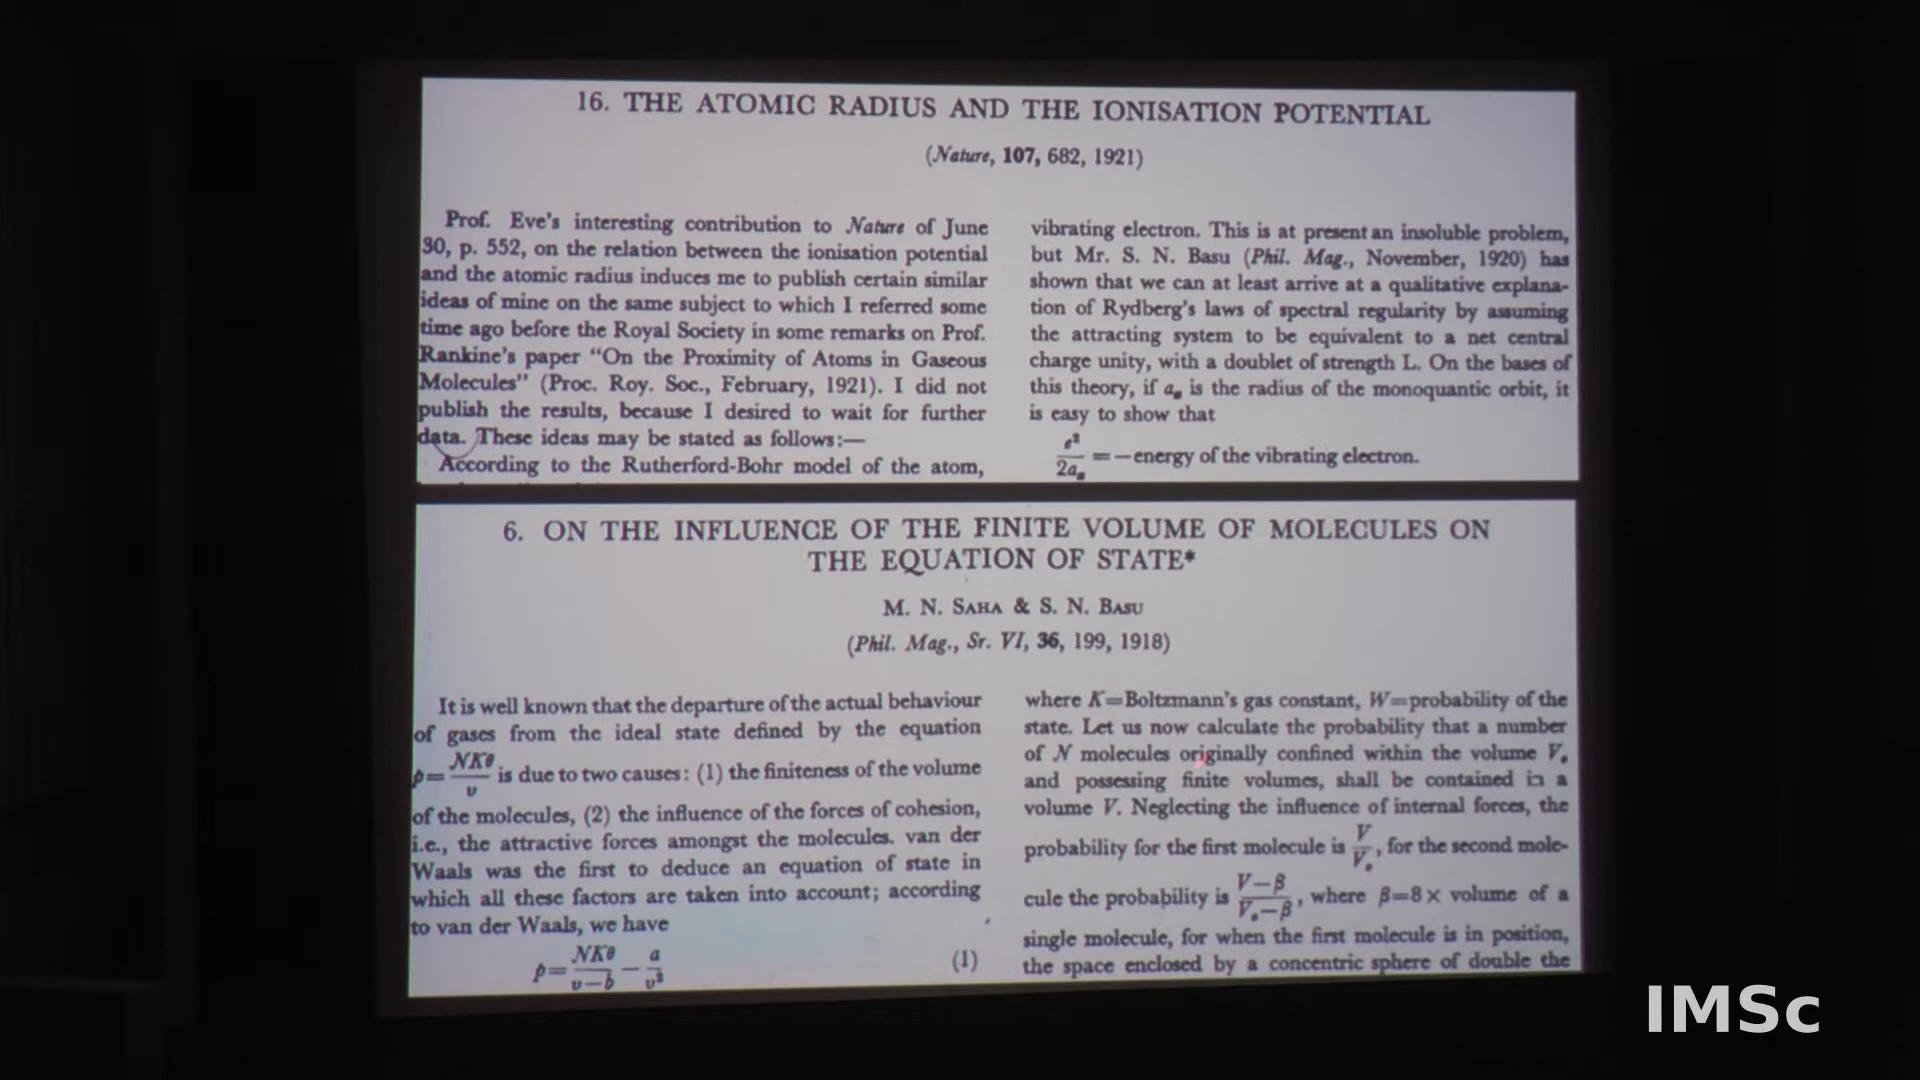 16. THE ATOMIC RADIUS AND THE IONISATION POTENTIAL
(Nature, 107, 682, 1921)
Prof. Eve's interesting contribution to Nature of June
30, p. 552, on the relation between the ionisation potential
and the atomic radius induces me to publish certain similar
ideas of mine on the same subject to which I referred some
time ago before the Royal Society in some remarks on Prof.
Rankine's paper "On the Proximity of Atoms in Gaseous
Molecules" (Proc. Roy. Soc., February, 1921). I did not
publish the results, because I desired to wait for further
data. These ideas may be stated as follows:—
According to the Rutherford-Bohr model of the atom,
vibrating electron. This is at present an insoluble problem,
but Mr. S. N. Basu (Phil. Mag., November, 1920) has
shown that we can at least arrive at a qualitative explana-
tion of Rydberg's laws of spectral regularity by assuming
the attracting system to be equivalent to a net central
charge unity, with a doublet of strength L. On the bases of
this theory, if aₒ is the radius of the monoquantic orbit, it
is easy to show that
e²/2aₒ = —energy of the vibrating electron.
6. ON THE INFLUENCE OF THE FINITE VOLUME OF MOLECULES ON
THE EQUATION OF STATE*
M. N. SAHA & S. N. BASU
(Phil. Mag., Sr. VI, 36, 199, 1918)
It is well known that the departure of the actual behaviour
of gases from the ideal state defined by the equation
p=NKθ/v is due to two causes: (1) the finiteness of the volume
of the molecules, (2) the influence of the forces of cohesion,
i.e., the attractive forces amongst the molecules. van der
Waals was the first to deduce an equation of state in
which all these factors are taken into account; according
to van der Waals, we have
p=NKθ/v—b — a/v² (1)
where K=Boltzmann's gas constant, W=probability of the
state. Let us now calculate the probability that a number
of N molecules originally confined within the volume Vₒ
and possessing finite volumes, shall be contained in a
volume V. Neglecting the influence of internal forces, the
probability for the first molecule is V/Vₒ, for the second mole-
cule the probability is V—β/Vₒ—β, where β=8× volume of a
single molecule, for when the first molecule is in position,
the space enclosed by a concentric sphere of double the
IMSc